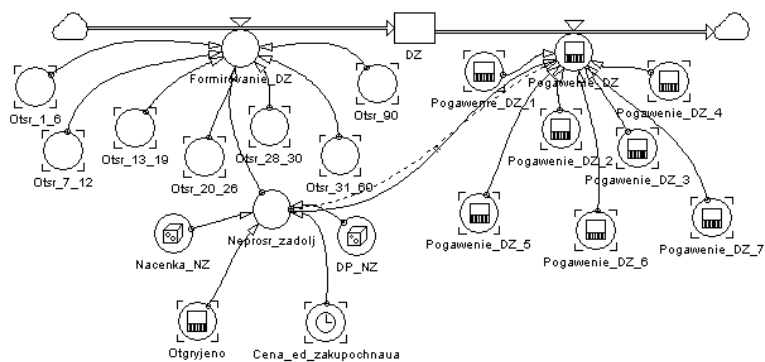 DZ
Formirovanie_DZ
Pogawenie_DZ
Pogawenie_DZ_1
Pogawenie_DZ_4
Otsr_1_6
Otsr_90
Otsr_13_19
Otsr_28_30
Otsr_7_12
Otsr_20_26
Otsr_31_60
Pogawenie_DZ_2
Pogawenie_DZ_3
Neprosr_zadolj
Pogawenie_DZ_5
Pogawenie_DZ_6
Pogawenie_DZ_7
Nacenka_NZ
DP_NZ
Otgryjeno
Cena_ed_zakupochnaua